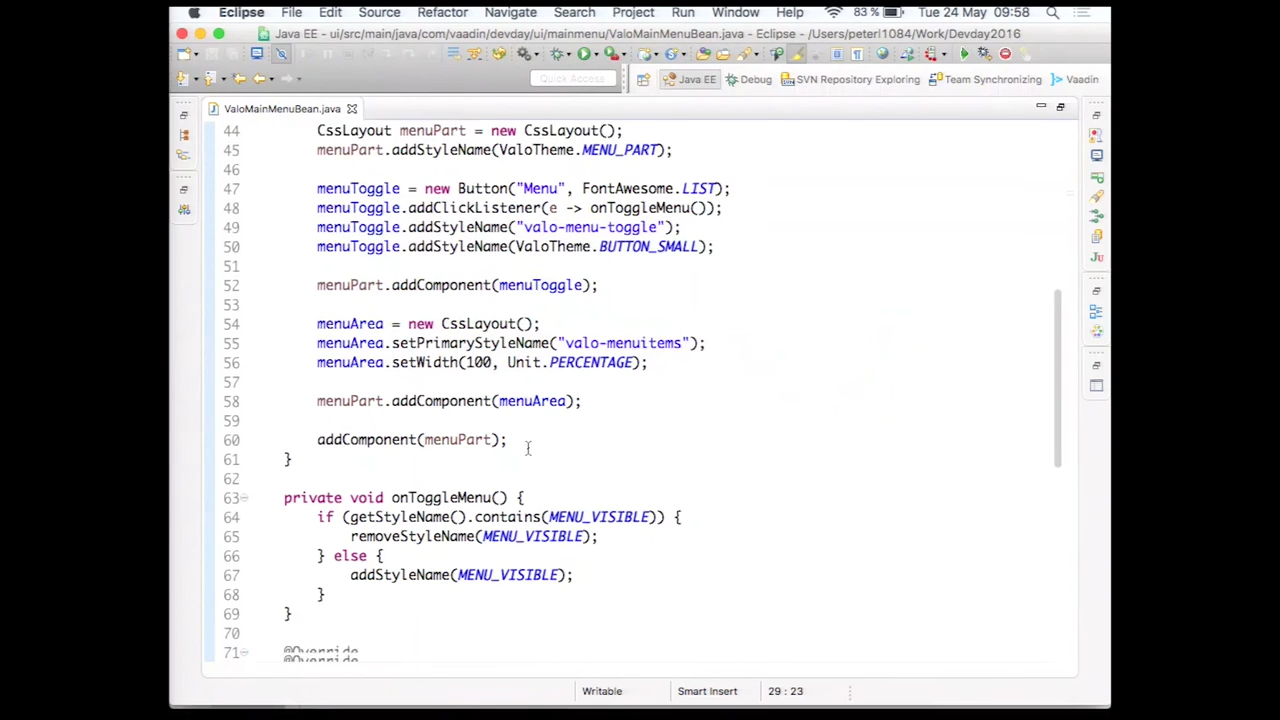 Eclipse File Edit Source Refactor Navigate Search Project Run Window Help 83 % Tue 24 May 09:58
Java EE - ui/src/main/java/com/vaadin/devday/ui/mainmenu/ValoMainMenuBean.java - Eclipse - /Users/peterl1084/Work/Devday2016
Quick Access Java EE Debug SVN Repository Exploring Team Synchronizing Vaadin
ValoMainMenuBean.java
44 CssLayout menuPart = new CssLayout();
45 menuPart.addStyleName(ValoTheme.MENU_PART);
46
47 menuToggle = new Button("Menu", FontAwesome.LIST);
48 menuToggle.addClickListener(e -> onToggleMenu());
49 menuToggle.addStyleName("valo-menu-toggle");
50 menuToggle.addStyleName(ValoTheme.BUTTON_SMALL);
51
52 menuPart.addComponent(menuToggle);
53
54 menuArea = new CssLayout();
55 menuArea.setPrimaryStyleName("valo-menuitems");
56 menuArea.setWidth(100, Unit.PERCENTAGE);
57
58 menuPart.addComponent(menuArea);
59
60 addComponent(menuPart);
61 }
62
63 private void onToggleMenu() {
64 if (getStyleName().contains(MENU_VISIBLE)) {
65 removeStyleName(MENU_VISIBLE);
66 } else {
67 addStyleName(MENU_VISIBLE);
68 }
69 }
70
71 @Override
@Override
Ju
Writable Smart Insert 29 : 23